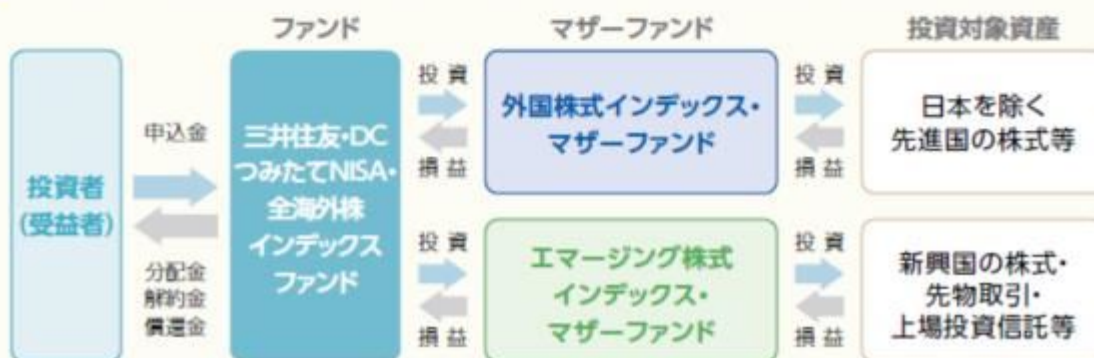 ファンド
マザーファンド
投資対象資産
投資者
(受益者)
申込金
分配金
解約金
償還金
三井住友・DC
つみたてNISA・
全海外株
インデックス
ファンド
投資
損益
外国株式インデックス・
マザーファンド
投資
損益
日本を除く
先進国の株式等
投資
損益
エマージング株式
インデックス・
マザーファンド
投資
損益
新興国の株式・
先物取引・
上場投資信託等